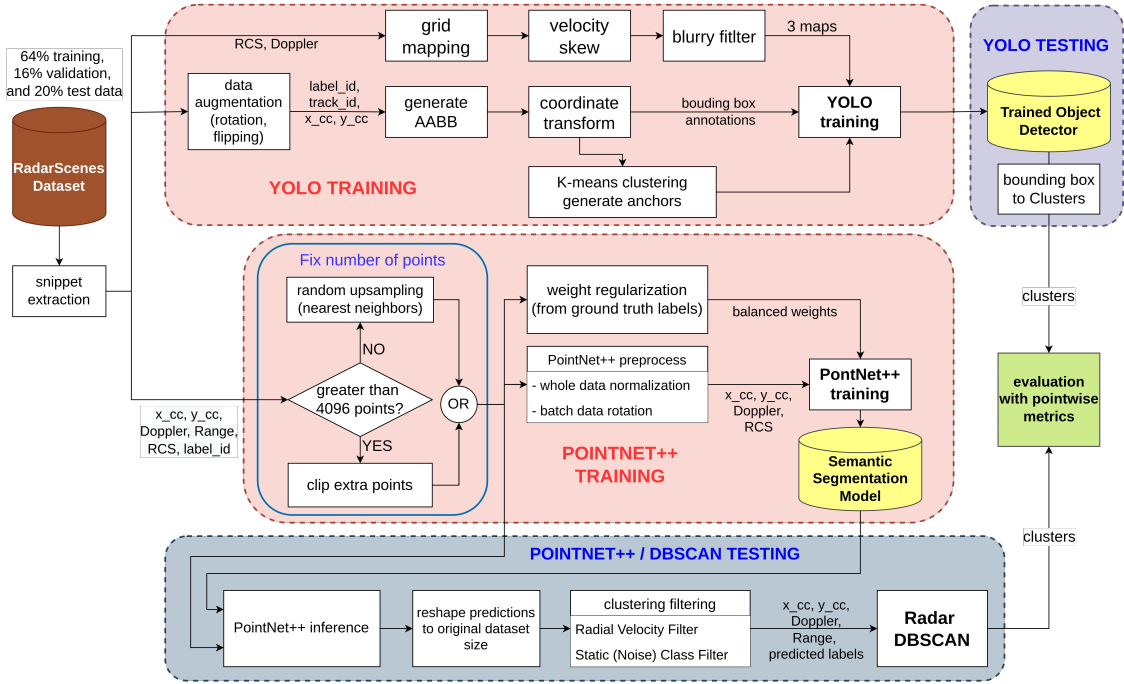 64% training,
16% validation,
and 20% test data
RadarScenes
Dataset
snippet
extraction
RCS, Doppler
grid
mapping
velocity
skew
blurry fitlter
3 maps
data
augmentation
(rotation,
flipping)
label_id,
track_id,
x_cc, y_cc
generate
AABB
coordinate
transform
bouding box
annotations
YOLO
training
YOLO TRAINING
K-means clustering
generate anchors
YOLO TESTING
Trained Object
Detector
bounding box
to Clusters
clusters
Fix number of points
random upsampling
(nearest neighbors)
NO
greater than
4096 points?
OR
YES
clip extra points
x_cc, y_cc,
Doppler, Range,
RCS, label_id
weight regularization
(from ground truth labels)
balanced weights
PointNet++ preprocess
- whole data normalization
- batch data rotation
x_cc, y_cc,
Doppler,
RCS
PontNet++
training
POINTNET++
TRAINING
Semantic
Segmentation
Model
evaluation
with pointwise
metrics
clusters
POINTNET++ / DBSCAN TESTING
PointNet++ inference
reshape predictions
to original dataset
size
clustering filtering
Radial Velocity Filter
Static (Noise) Class Filter
x_cc, y_cc,
Doppler,
Range,
predicted labels
Radar
DBSCAN